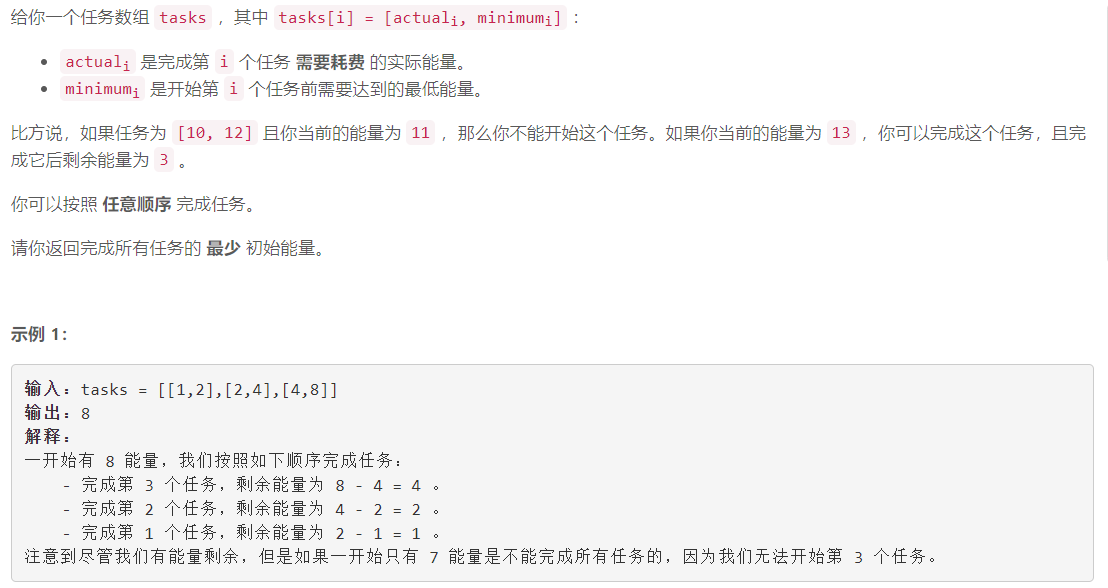 给你一个任务数组 tasks ，其中 tasks[i] = [actualᵢ, minimumᵢ] ：
• actualᵢ 是完成第 i 个任务 需要耗费 的实际能量。
• minimumᵢ 是开始第 i 个任务前需要达到的最低能量。
比方说，如果任务为 [10, 12] 且你当前的能量为 11 ，那么你不能开始这个任务。如果你当前的能量为 13 ，你可以完成这个任务，且完
成它后剩余能量为 3 。
你可以按照 任意顺序 完成任务。
请你返回完成所有任务的 最少 初始能量。
示例 1：
输入：tasks = [[1,2],[2,4],[4,8]]
输出：8
解释：
一开始有 8 能量，我们按照如下顺序完成任务：
- 完成第 3 个任务，剩余能量为 8 - 4 = 4 。
- 完成第 2 个任务，剩余能量为 4 - 2 = 2 。
- 完成第 1 个任务，剩余能量为 2 - 1 = 1 。
注意到尽管我们有能量剩余，但是如果一开始只有 7 能量是不能完成所有任务的，因为我们无法开始第 3 个任务。